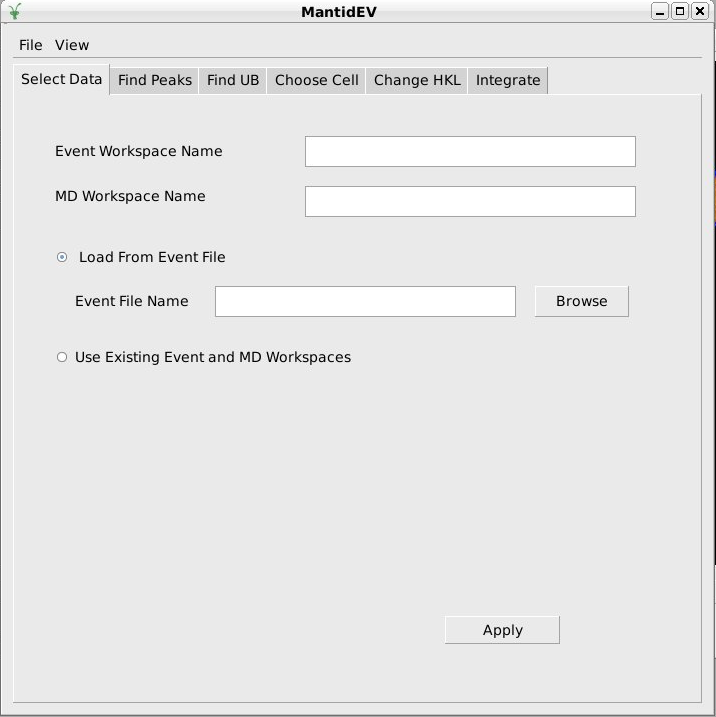 MantidEV
File View
Select Data Find Peaks Find UB Choose Cell Change HKL Integrate
Event Workspace Name
MD Workspace Name
Load From Event File
Event File Name Browse
Use Existing Event and MD Workspaces
Apply